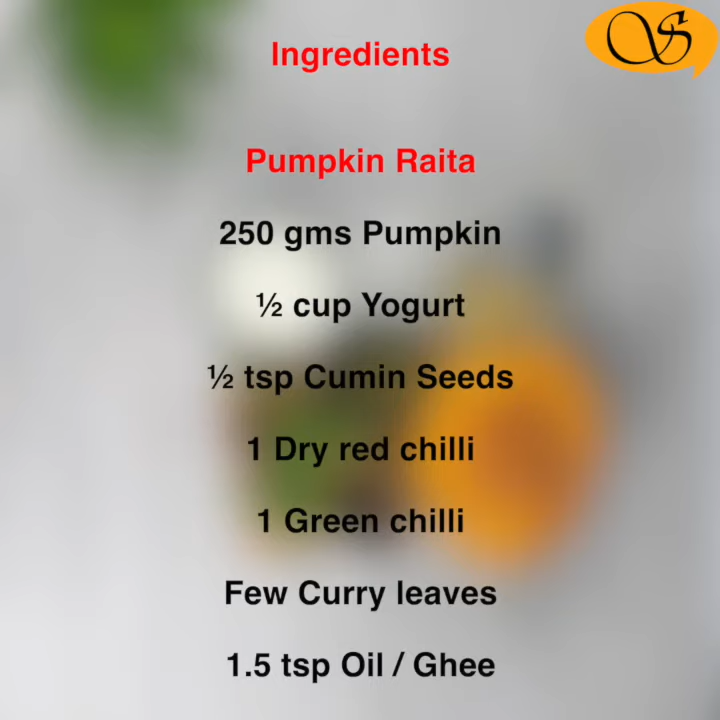 Ingredients
Pumpkin Raita
250 gms Pumpkin
½ cup Yogurt
½ tsp Cumin Seeds
1 Dry red chilli
1 Green chilli
Few Curry leaves
1.5 tsp Oil / Ghee